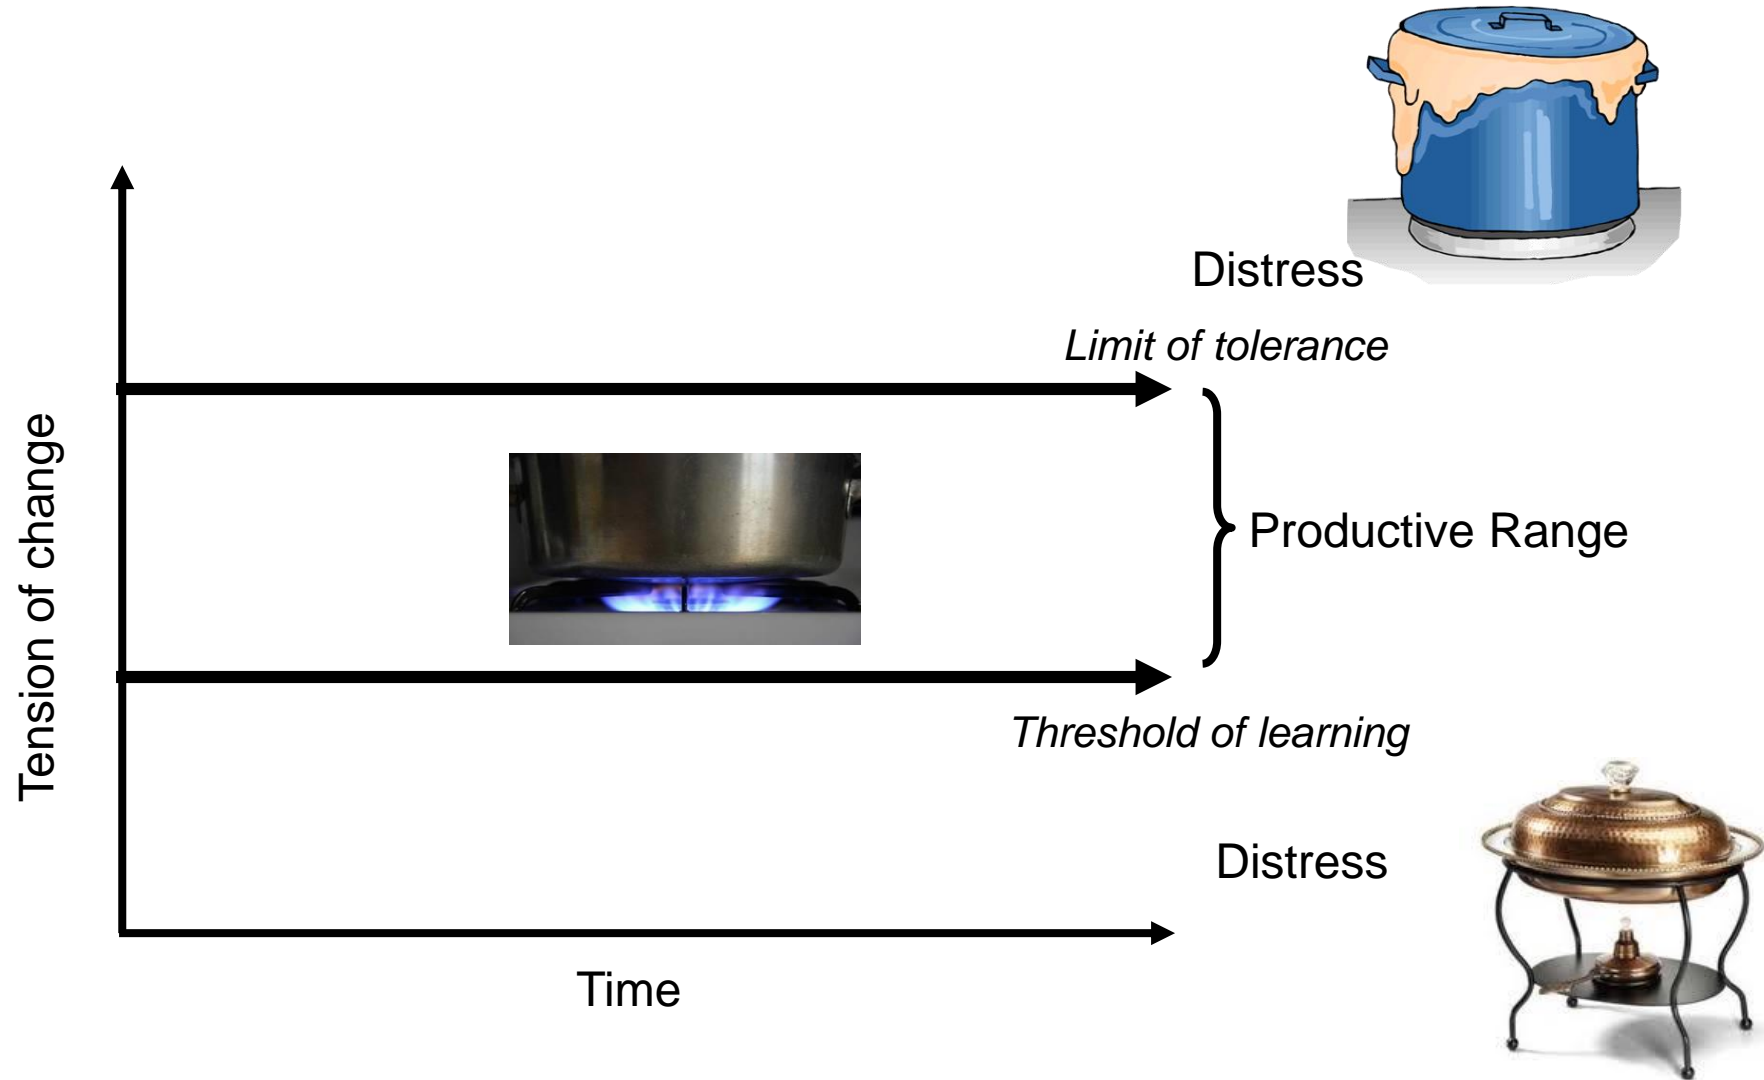 Distress
Limit of tolerance
Tension of change
Productive Range
Threshold of learning
Distress
Time